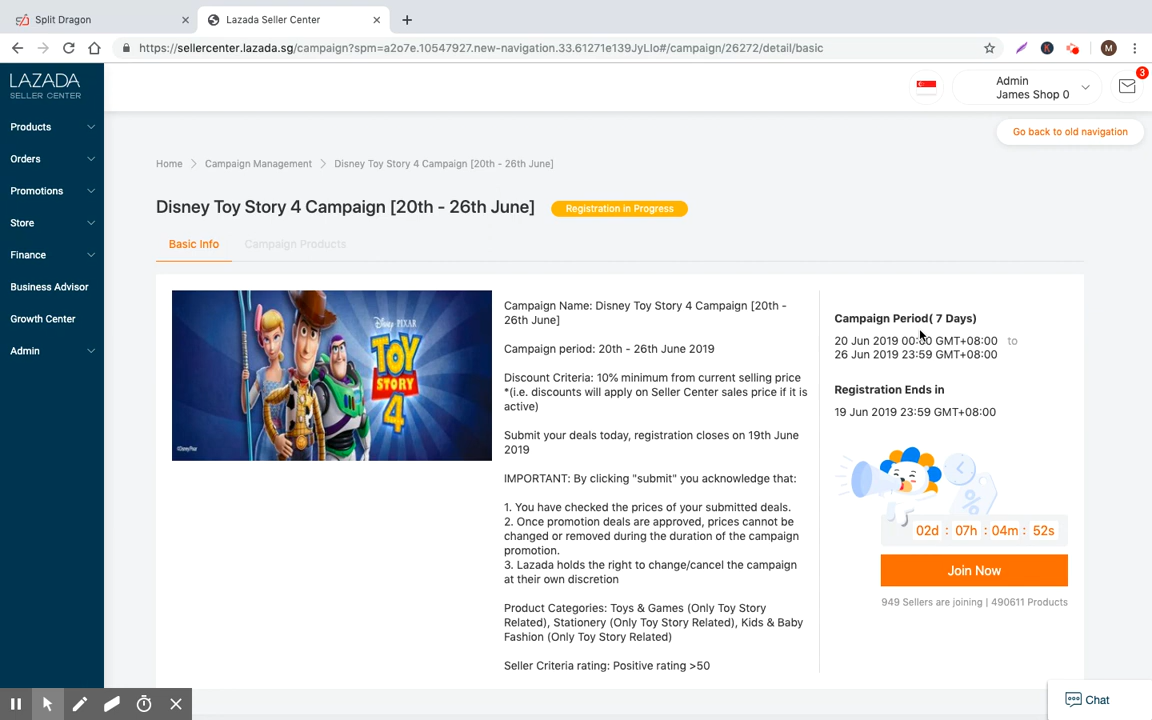 Split Dragon
Lazada Seller Center
https://sellercenter.lazada.sg/campaign?spm=a2o7e.10547927.new-navigation.33.61271e139JyLIo#/campaign/26272/detail/basic
K
M
LAZADA
SELLER CENTER
Products
Orders
Promotions
Store
Finance
Business Advisor
Growth Center
Admin
Admin
James Shop 0
3
Go back to old navigation
Home > Campaign Management > Disney Toy Story 4 Campaign [20th - 26th June]
Disney Toy Story 4 Campaign [20th - 26th June]
Registration in Progress
Basic Info
Campaign Products
Disney PIXAR
TOY
STORY
4
©Disney/Pixar
Campaign Name: Disney Toy Story 4 Campaign [20th -
26th June]
Campaign period: 20th - 26th June 2019
Discount Criteria: 10% minimum from current selling price
*(i.e. discounts will apply on Seller Center sales price if it is
active)
Submit your deals today, registration closes on 19th June
2019
IMPORTANT: By clicking "submit" you acknowledge that:
1. You have checked the prices of your submitted deals.
2. Once promotion deals are approved, prices cannot be
changed or removed during the duration of the campaign
promotion.
3. Lazada holds the right to change/cancel the campaign
at their own discretion
Product Categories: Toys & Games (Only Toy Story
Related), Stationery (Only Toy Story Related), Kids & Baby
Fashion (Only Toy Story Related)
Seller Criteria rating: Positive rating >50
Campaign Period( 7 Days)
20 Jun 2019 00:00 GMT+08:00 to
26 Jun 2019 23:59 GMT+08:00
Registration Ends in
19 Jun 2019 23:59 GMT+08:00
%
02d : 07h : 04m : 52s
Join Now
949 Sellers are joining | 490611 Products
Chat